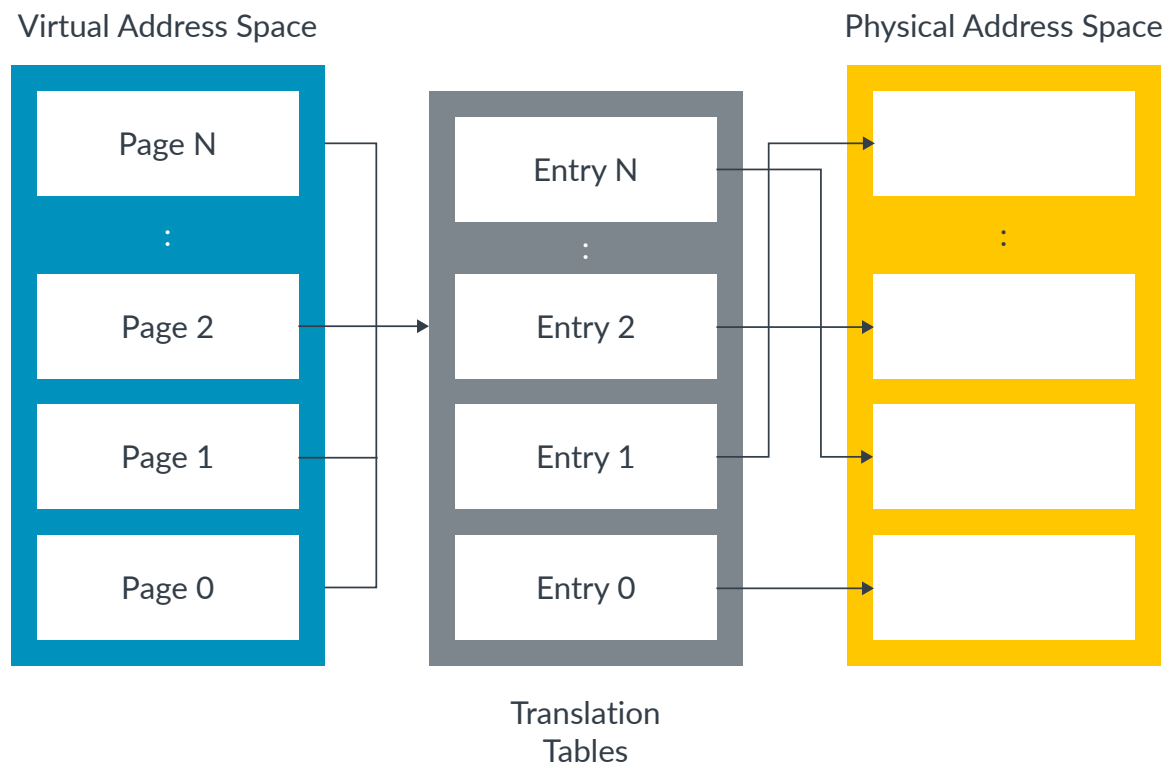 Virtual Address Space
Physical Address Space
Page N
:
Page 2
Page 1
Page 0
Entry N
:
Entry 2
Entry 1
Entry 0
:
Translation
Tables